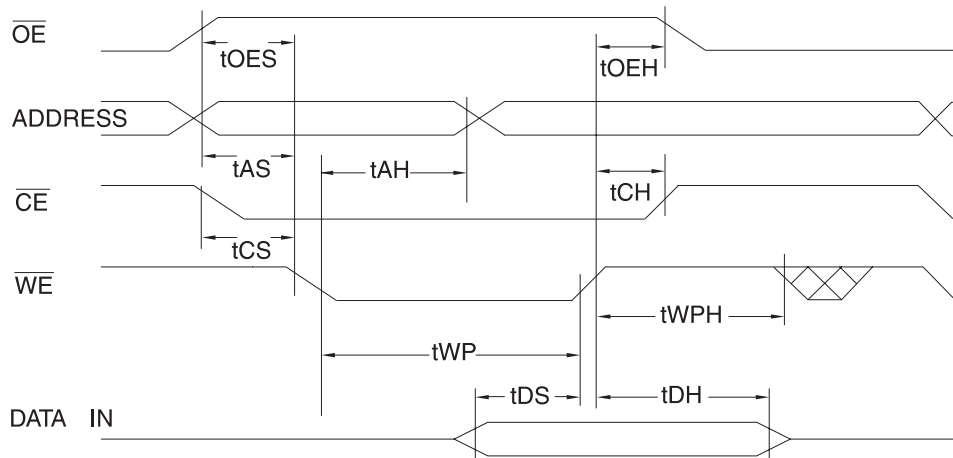 OE
tOES
tOEH
ADDRESS
tAS
tAH
tCH
CE
tCS
WE
tWPH
tWP
tDS
tDH
DATA IN